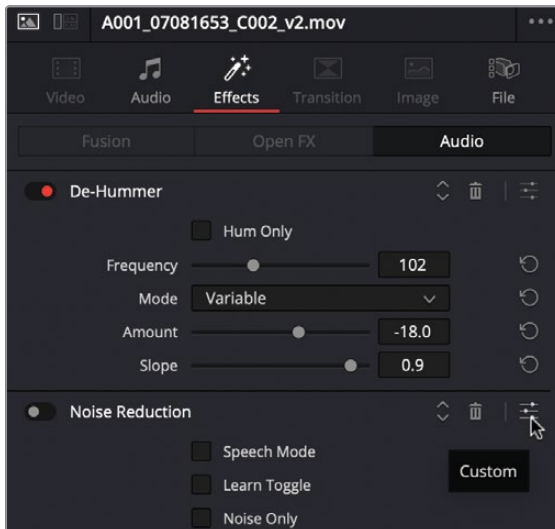 A001_07081653_C002_v2.mov
Video Audio Effects Transition Image File
Fusion Open FX Audio
De-Hummer
Hum Only
Frequency 102
Mode Variable
Amount -18.0
Slope 0.9
Noise Reduction
Speech Mode
Learn Toggle
Custom
Noise Only